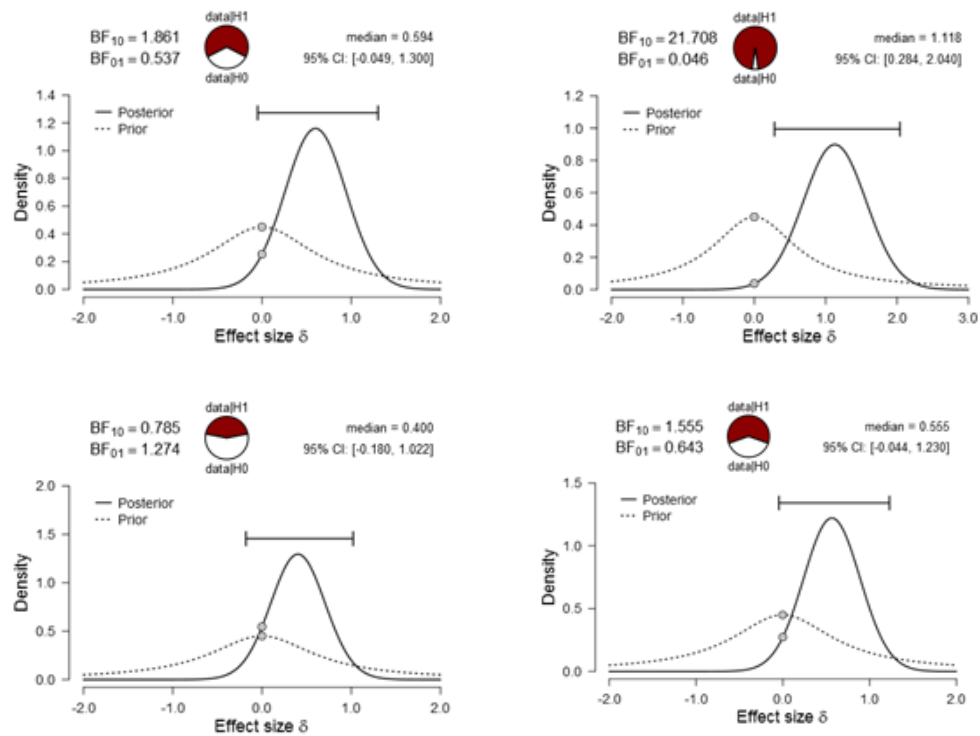 data|H1
BF10 = 1.861
BF01 = 0.537
median = 0.594
95% CI: [-0.049, 1.300]
data|H0
1.4
1.2
1.0
0.8
0.6
0.4
0.2
0.0
Density
Posterior
Prior
-2.0 -1.0 0.0 1.0 2.0
Effect size δ
data|H1
BF10 = 21.708
BF01 = 0.046
median = 1.118
95% CI: [0.284, 2.040]
data|H0
1.2
1.0
0.8
0.6
0.4
0.2
0.0
Density
Posterior
Prior
-2.0 -1.0 0.0 1.0 2.0 3.0
Effect size δ
data|H1
BF10 = 0.785
BF01 = 1.274
median = 0.400
95% CI: [-0.180, 1.022]
data|H0
2.0
1.5
1.0
0.5
0.0
Density
Posterior
Prior
-2.0 -1.0 0.0 1.0 2.0
Effect size δ
data|H1
BF10 = 1.555
BF01 = 0.643
median = 0.555
95% CI: [-0.044, 1.230]
data|H0
1.5
1.0
0.5
0.0
Density
Posterior
Prior
-2.0 -1.0 0.0 1.0 2.0
Effect size δ